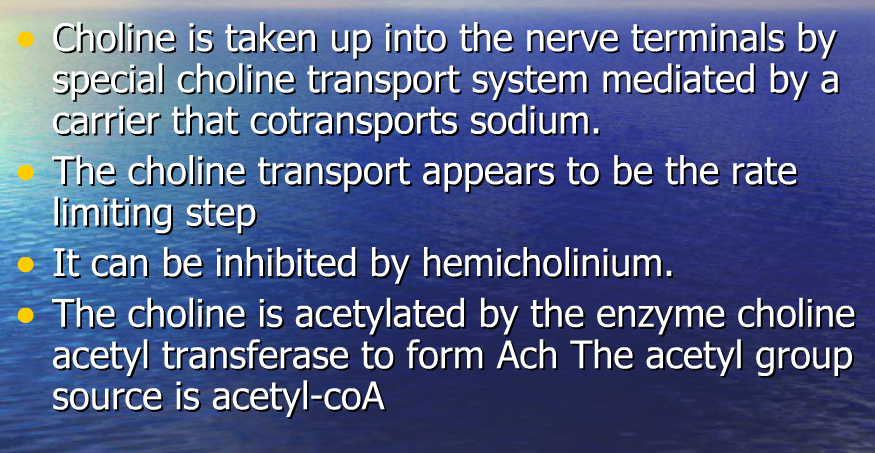 • Choline is taken up into the nerve terminals by
special choline transport system mediated by a
carrier that cotransports sodium.
• The choline transport appears to be the rate
limiting step
• It can be inhibited by hemicholinium.
• The choline is acetylated by the enzyme choline
acetyl transferase to form Ach The acetyl group
source is acetyl-coA